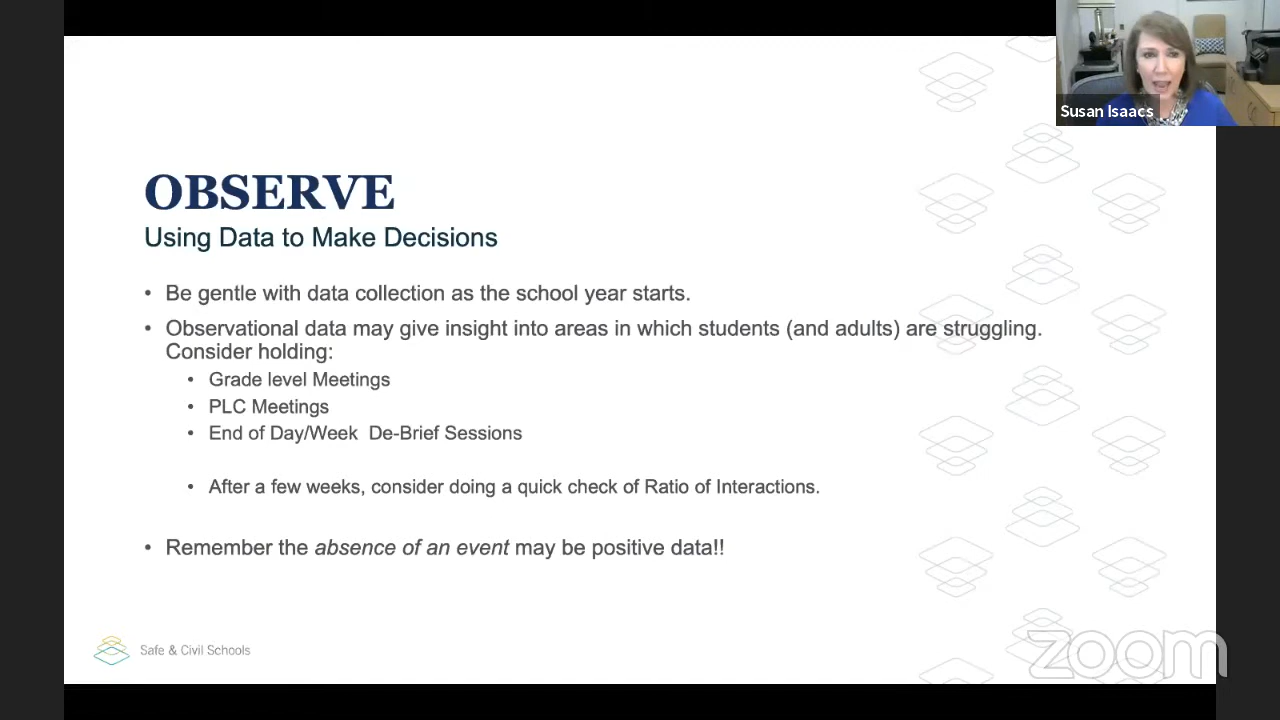 Susan Isaacs
OBSERVE
Using Data to Make Decisions
• Be gentle with data collection as the school year starts.
• Observational data may give insight into areas in which students (and adults) are struggling.
Consider holding:
• Grade level Meetings
• PLC Meetings
• End of Day/Week  De-Brief Sessions
• After a few weeks, consider doing a quick check of Ratio of Interactions.
• Remember the absence of an event may be positive data!!
Safe & Civil Schools
zoom